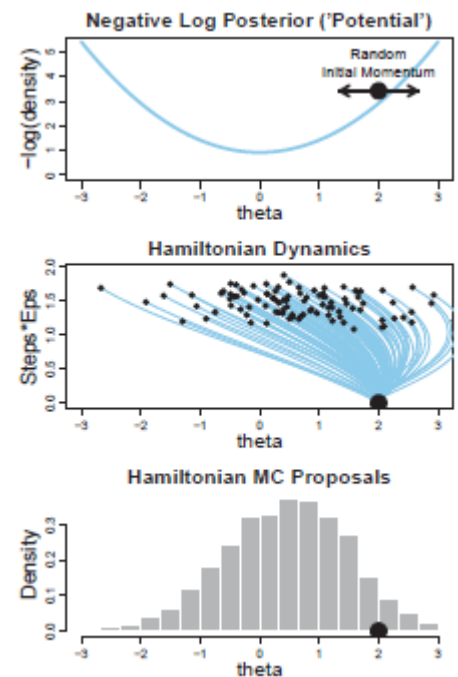 Negative Log Posterior ('Potential')
−log(density)
5
4
3
2
1
0
Random
Initial Momentum
−3 −2 −1 0 1 2 3
theta
Hamiltonian Dynamics
Steps*Eps
2.0
1.5
1.0
0.5
0.0
−3 −2 −1 0 1 2 3
theta
Hamiltonian MC Proposals
Density
0.3
0.2
0.1
0.0
−3 −2 −1 0 1 2 3
theta